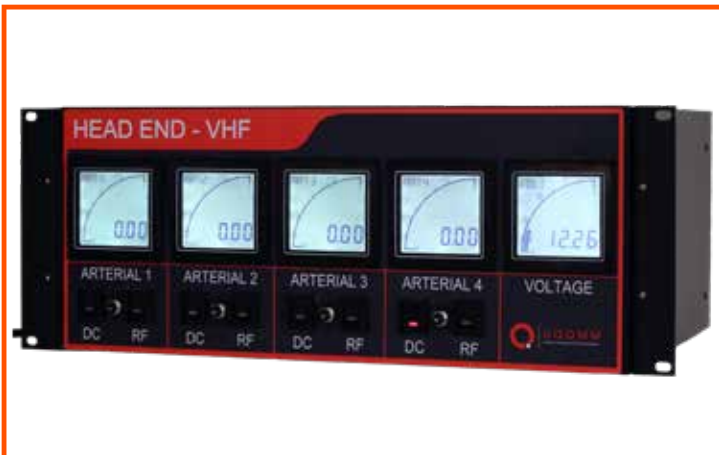 HEAD END - VHF
0.00
0.00
0.00
0.00
12.26
ARTERIAL 1
ARTERIAL 2
ARTERIAL 3
ARTERIAL 4
VOLTAGE
DC RF
DC RF
DC RF
DC RF